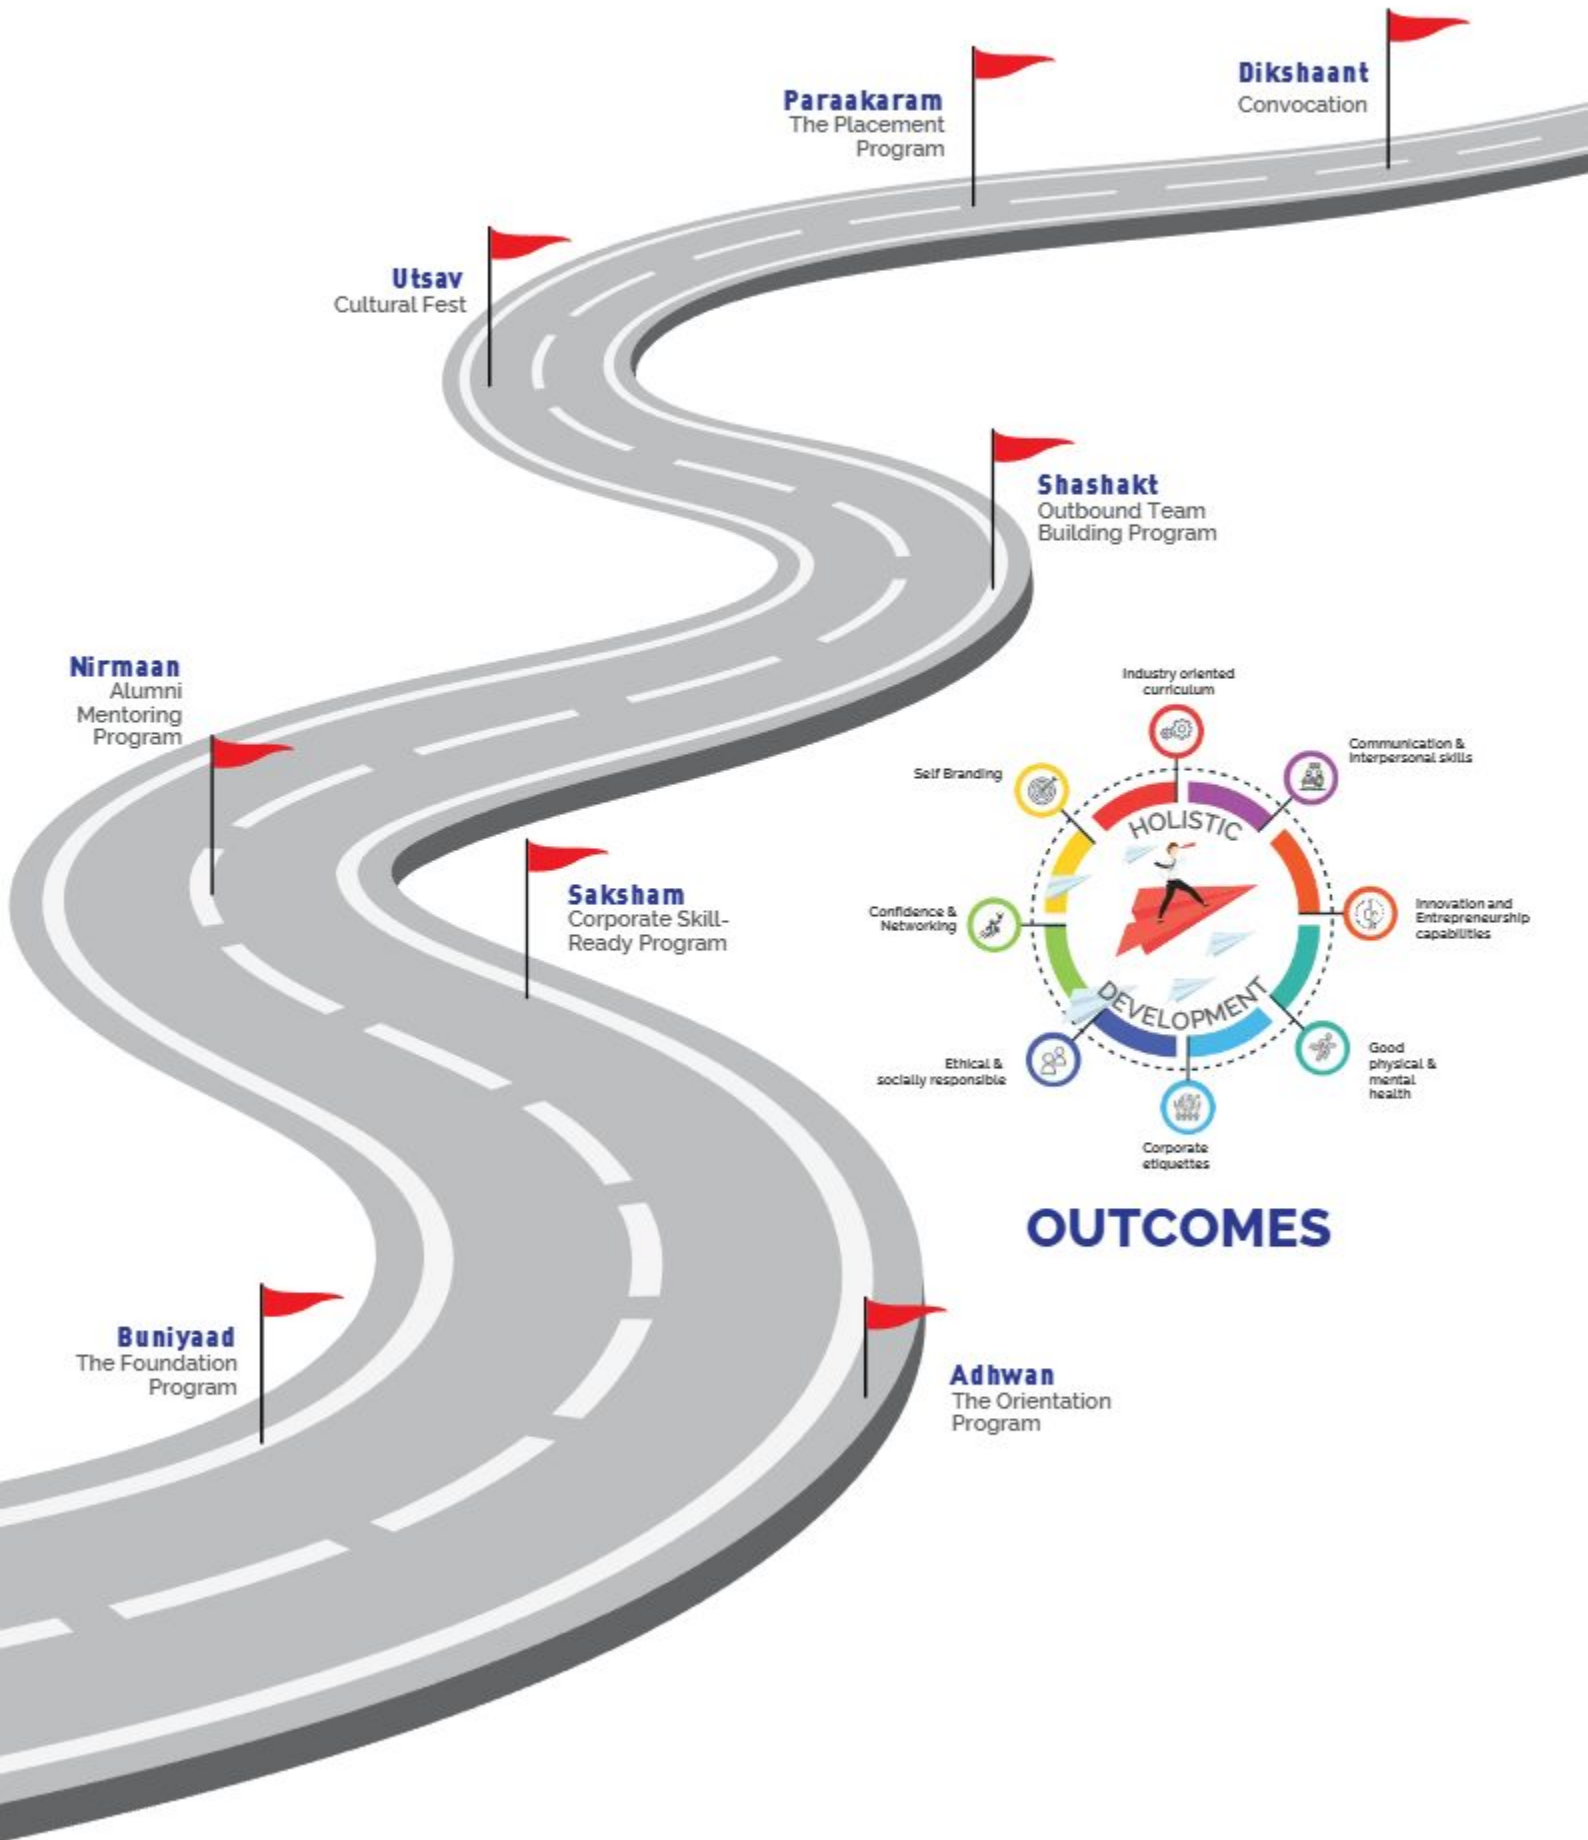 Dikshaant
Convocation
Paraakaram
The Placement
Program
Utsav
Cultural Fest
Shashakt
Outbound Team
Building Program
Nirmaan
Alumni
Mentoring
Program
Saksham
Corporate Skill-
Ready Program
Industry oriented
curriculum
Communication &
Interpersonal skills
Self Branding
HOLISTIC
Confidence &
Networking
Innovation and
Entrepreneurship
capabilities
DEVELOPMENT
Ethical &
socially responsible
Good
physical &
mental
health
Corporate
etiquettes
OUTCOMES
Buniyaad
The Foundation
Program
Adhwan
The Orientation
Program